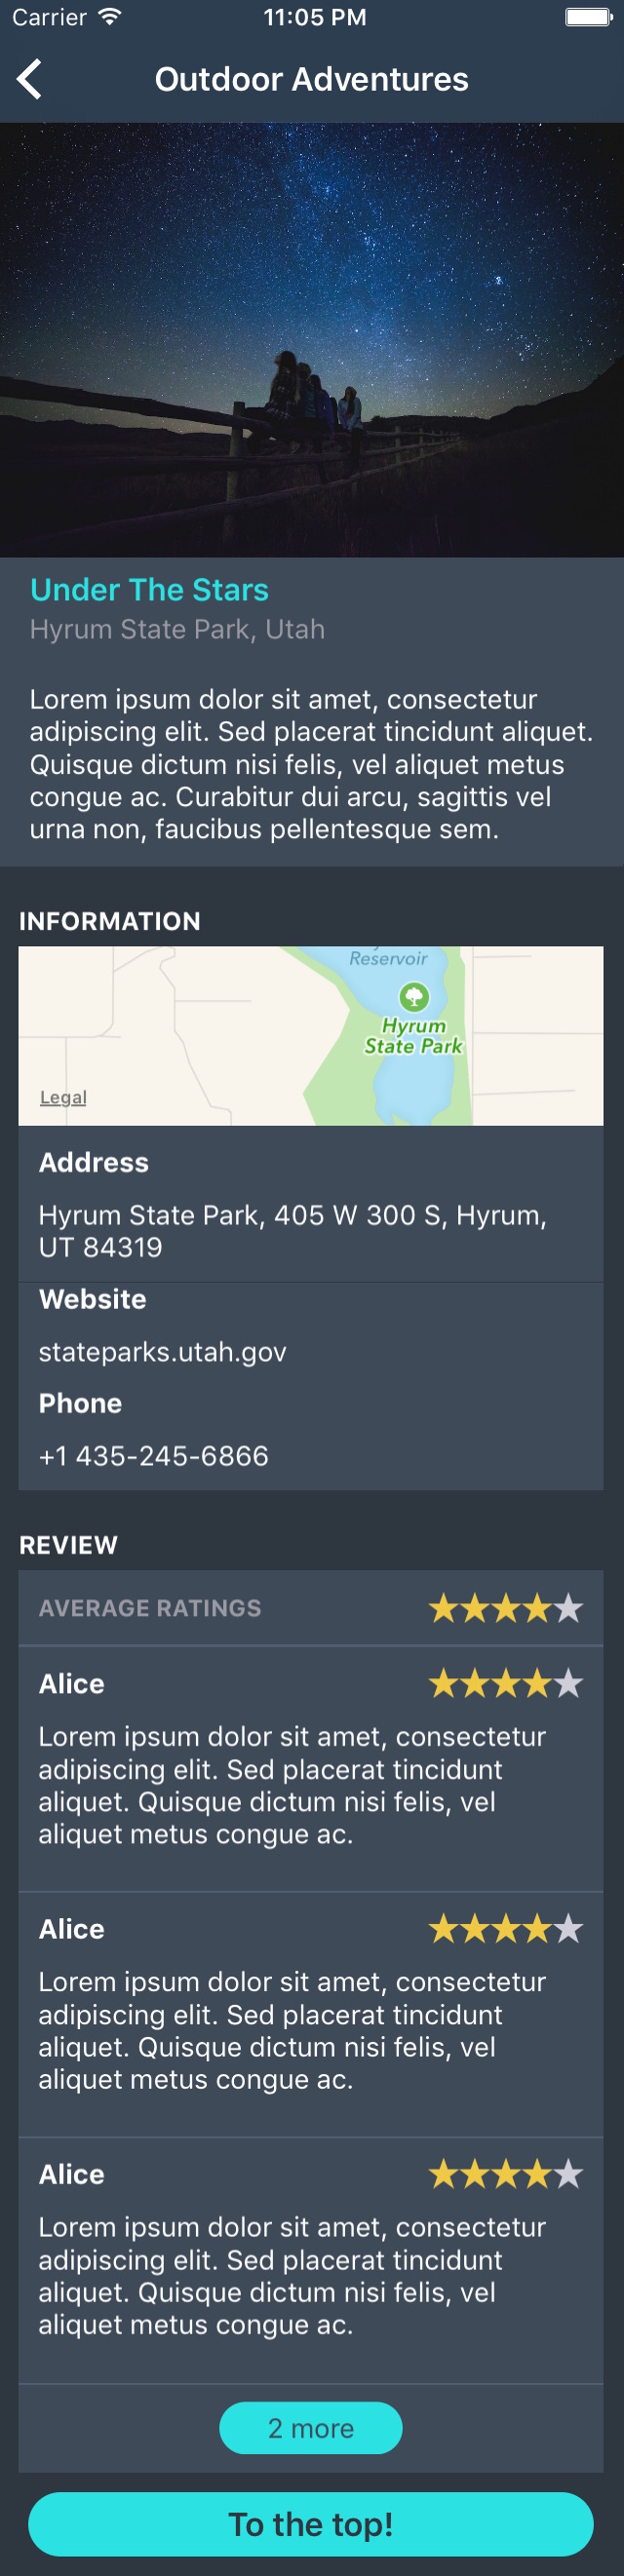 Carrier 11:05 PM
Outdoor Adventures
Under The Stars
Hyrum State Park, Utah
Lorem ipsum dolor sit amet, consectetur
adipiscing elit. Sed placerat tincidunt aliquet.
Quisque dictum nisi felis, vel aliquet metus
congue ac. Curabitur dui arcu, sagittis vel
urna non, faucibus pellentesque sem.
INFORMATION
Reservoir
Hyrum
State Park
Legal
Address
Hyrum State Park, 405 W 300 S, Hyrum,
UT 84319
Website
stateparks.utah.gov
Phone
+1 435-245-6866
REVIEW
AVERAGE RATINGS
Alice
Lorem ipsum dolor sit amet, consectetur
adipiscing elit. Sed placerat tincidunt
aliquet. Quisque dictum nisi felis, vel
aliquet metus congue ac.
Alice
Lorem ipsum dolor sit amet, consectetur
adipiscing elit. Sed placerat tincidunt
aliquet. Quisque dictum nisi felis, vel
aliquet metus congue ac.
Alice
Lorem ipsum dolor sit amet, consectetur
adipiscing elit. Sed placerat tincidunt
aliquet. Quisque dictum nisi felis, vel
aliquet metus congue ac.
2 more
To the top!